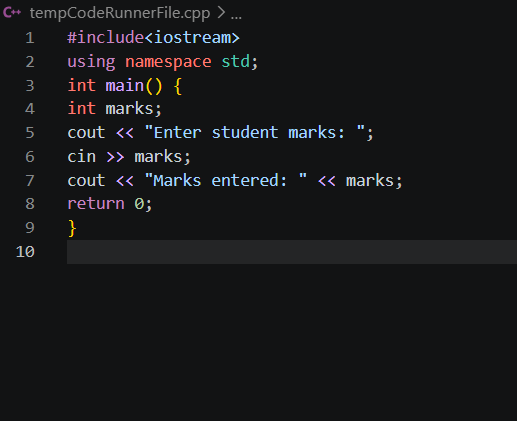 C++ tempCodeRunnerFile.cpp > ...
1 #include<iostream>
2 using namespace std;
3 int main() {
4 int marks;
5 cout << "Enter student marks: ";
6 cin >> marks;
7 cout << "Marks entered: " << marks;
8 return 0;
9 }
10